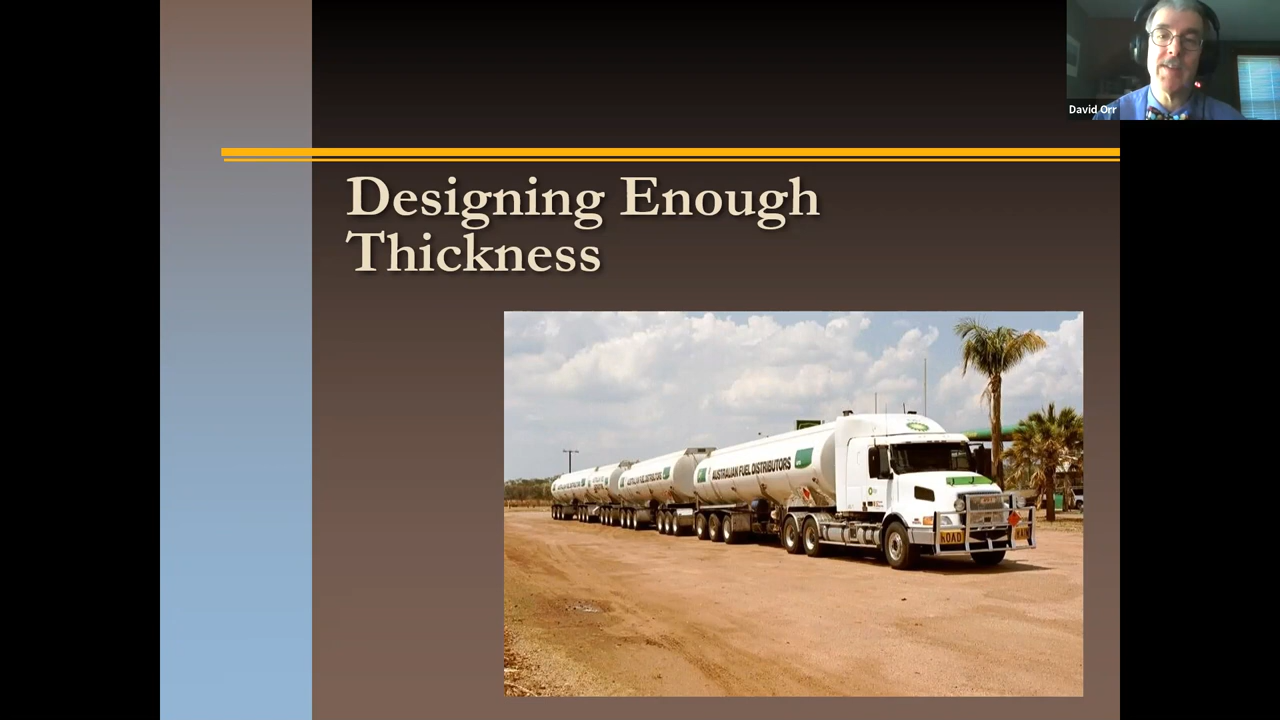 David Orr
Designing Enough
Thickness
AUSTRALIAN FUEL DISTRIBUTORS
ROAD